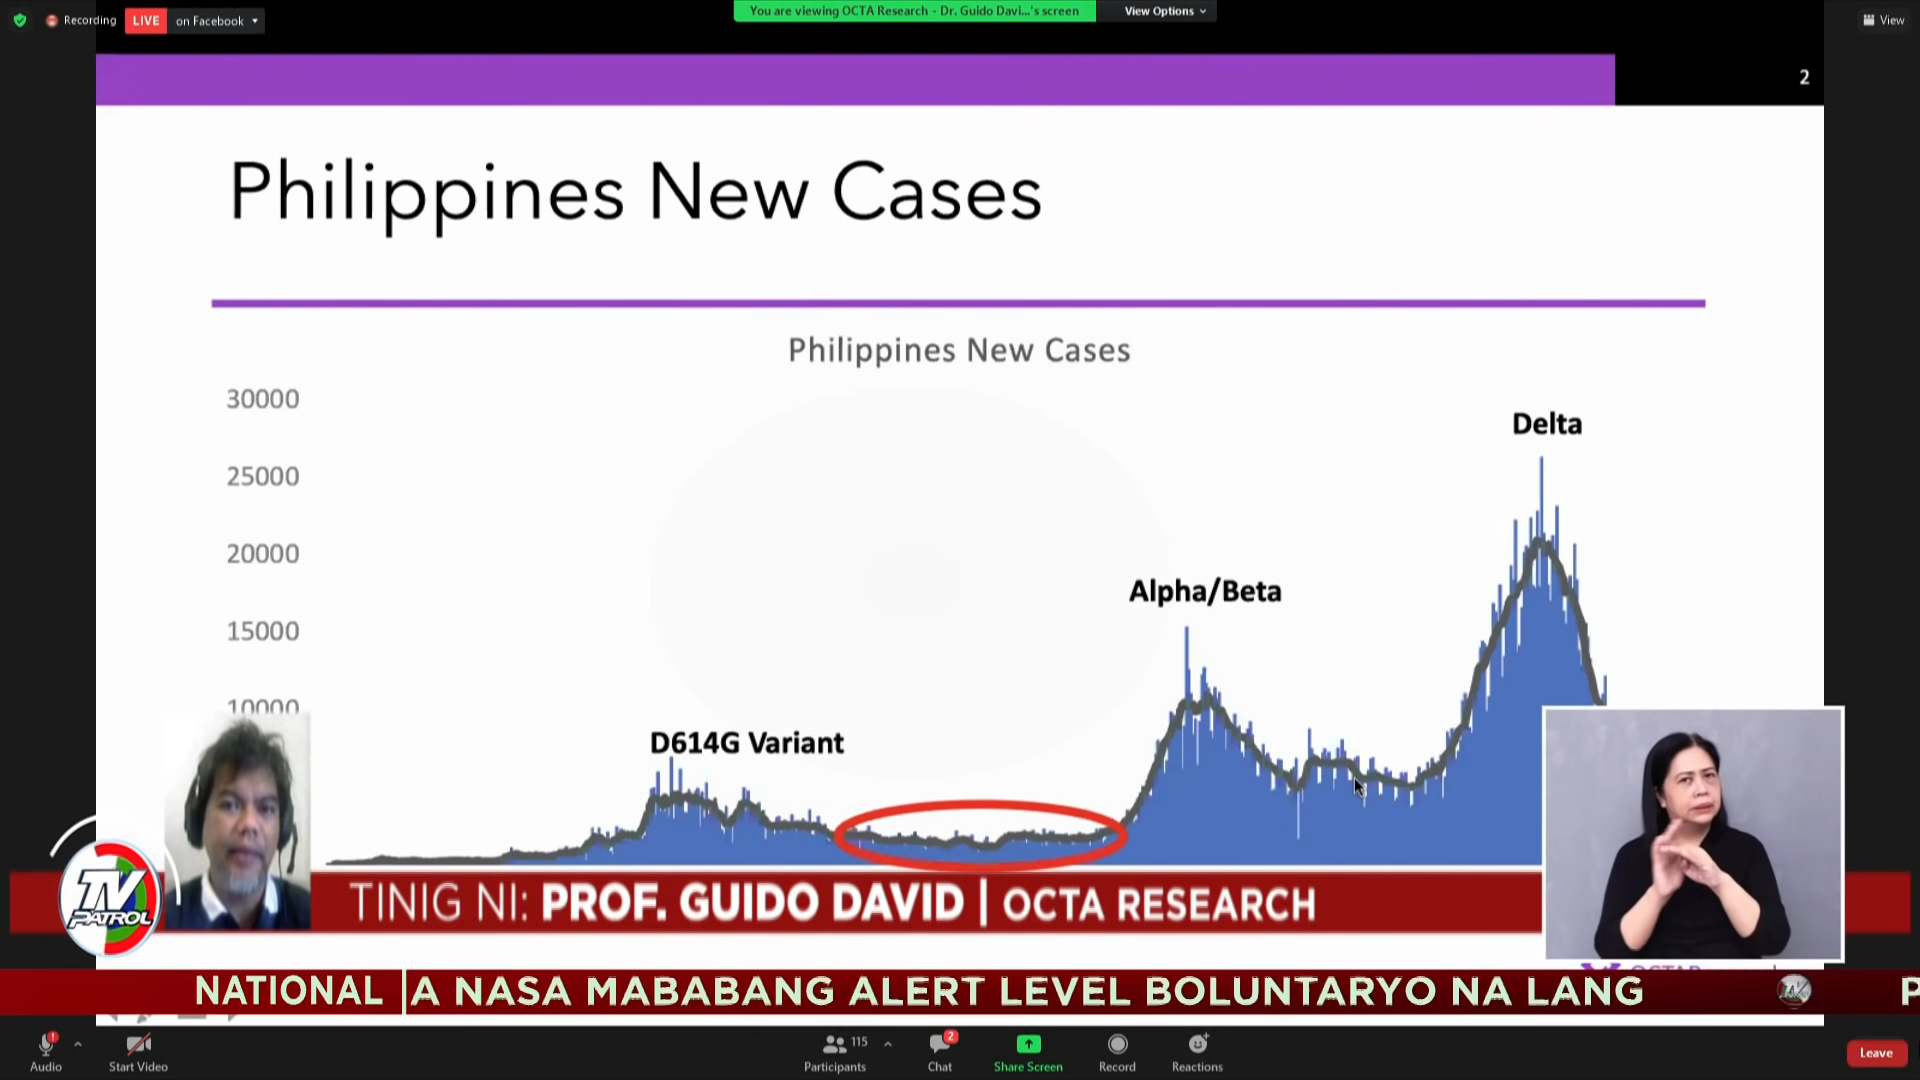 Recording
LIVE on Facebook
You are viewing OCTA Research - Dr. Guido Davi...'s screen
View Options
View
2
Philippines New Cases
Philippines New Cases
30000
25000
20000
15000
10000
Delta
Alpha/Beta
D614G Variant
TV PATROL
TINIG NI: PROF. GUIDO DAVID | OCTA RESEARCH
NATIONAL | A NASA MABABANG ALERT LEVEL BOLUNTARYO NA LANG
Audio
Start Video
Participants 115
Chat 2
Share Screen
Record
Reactions
Leave